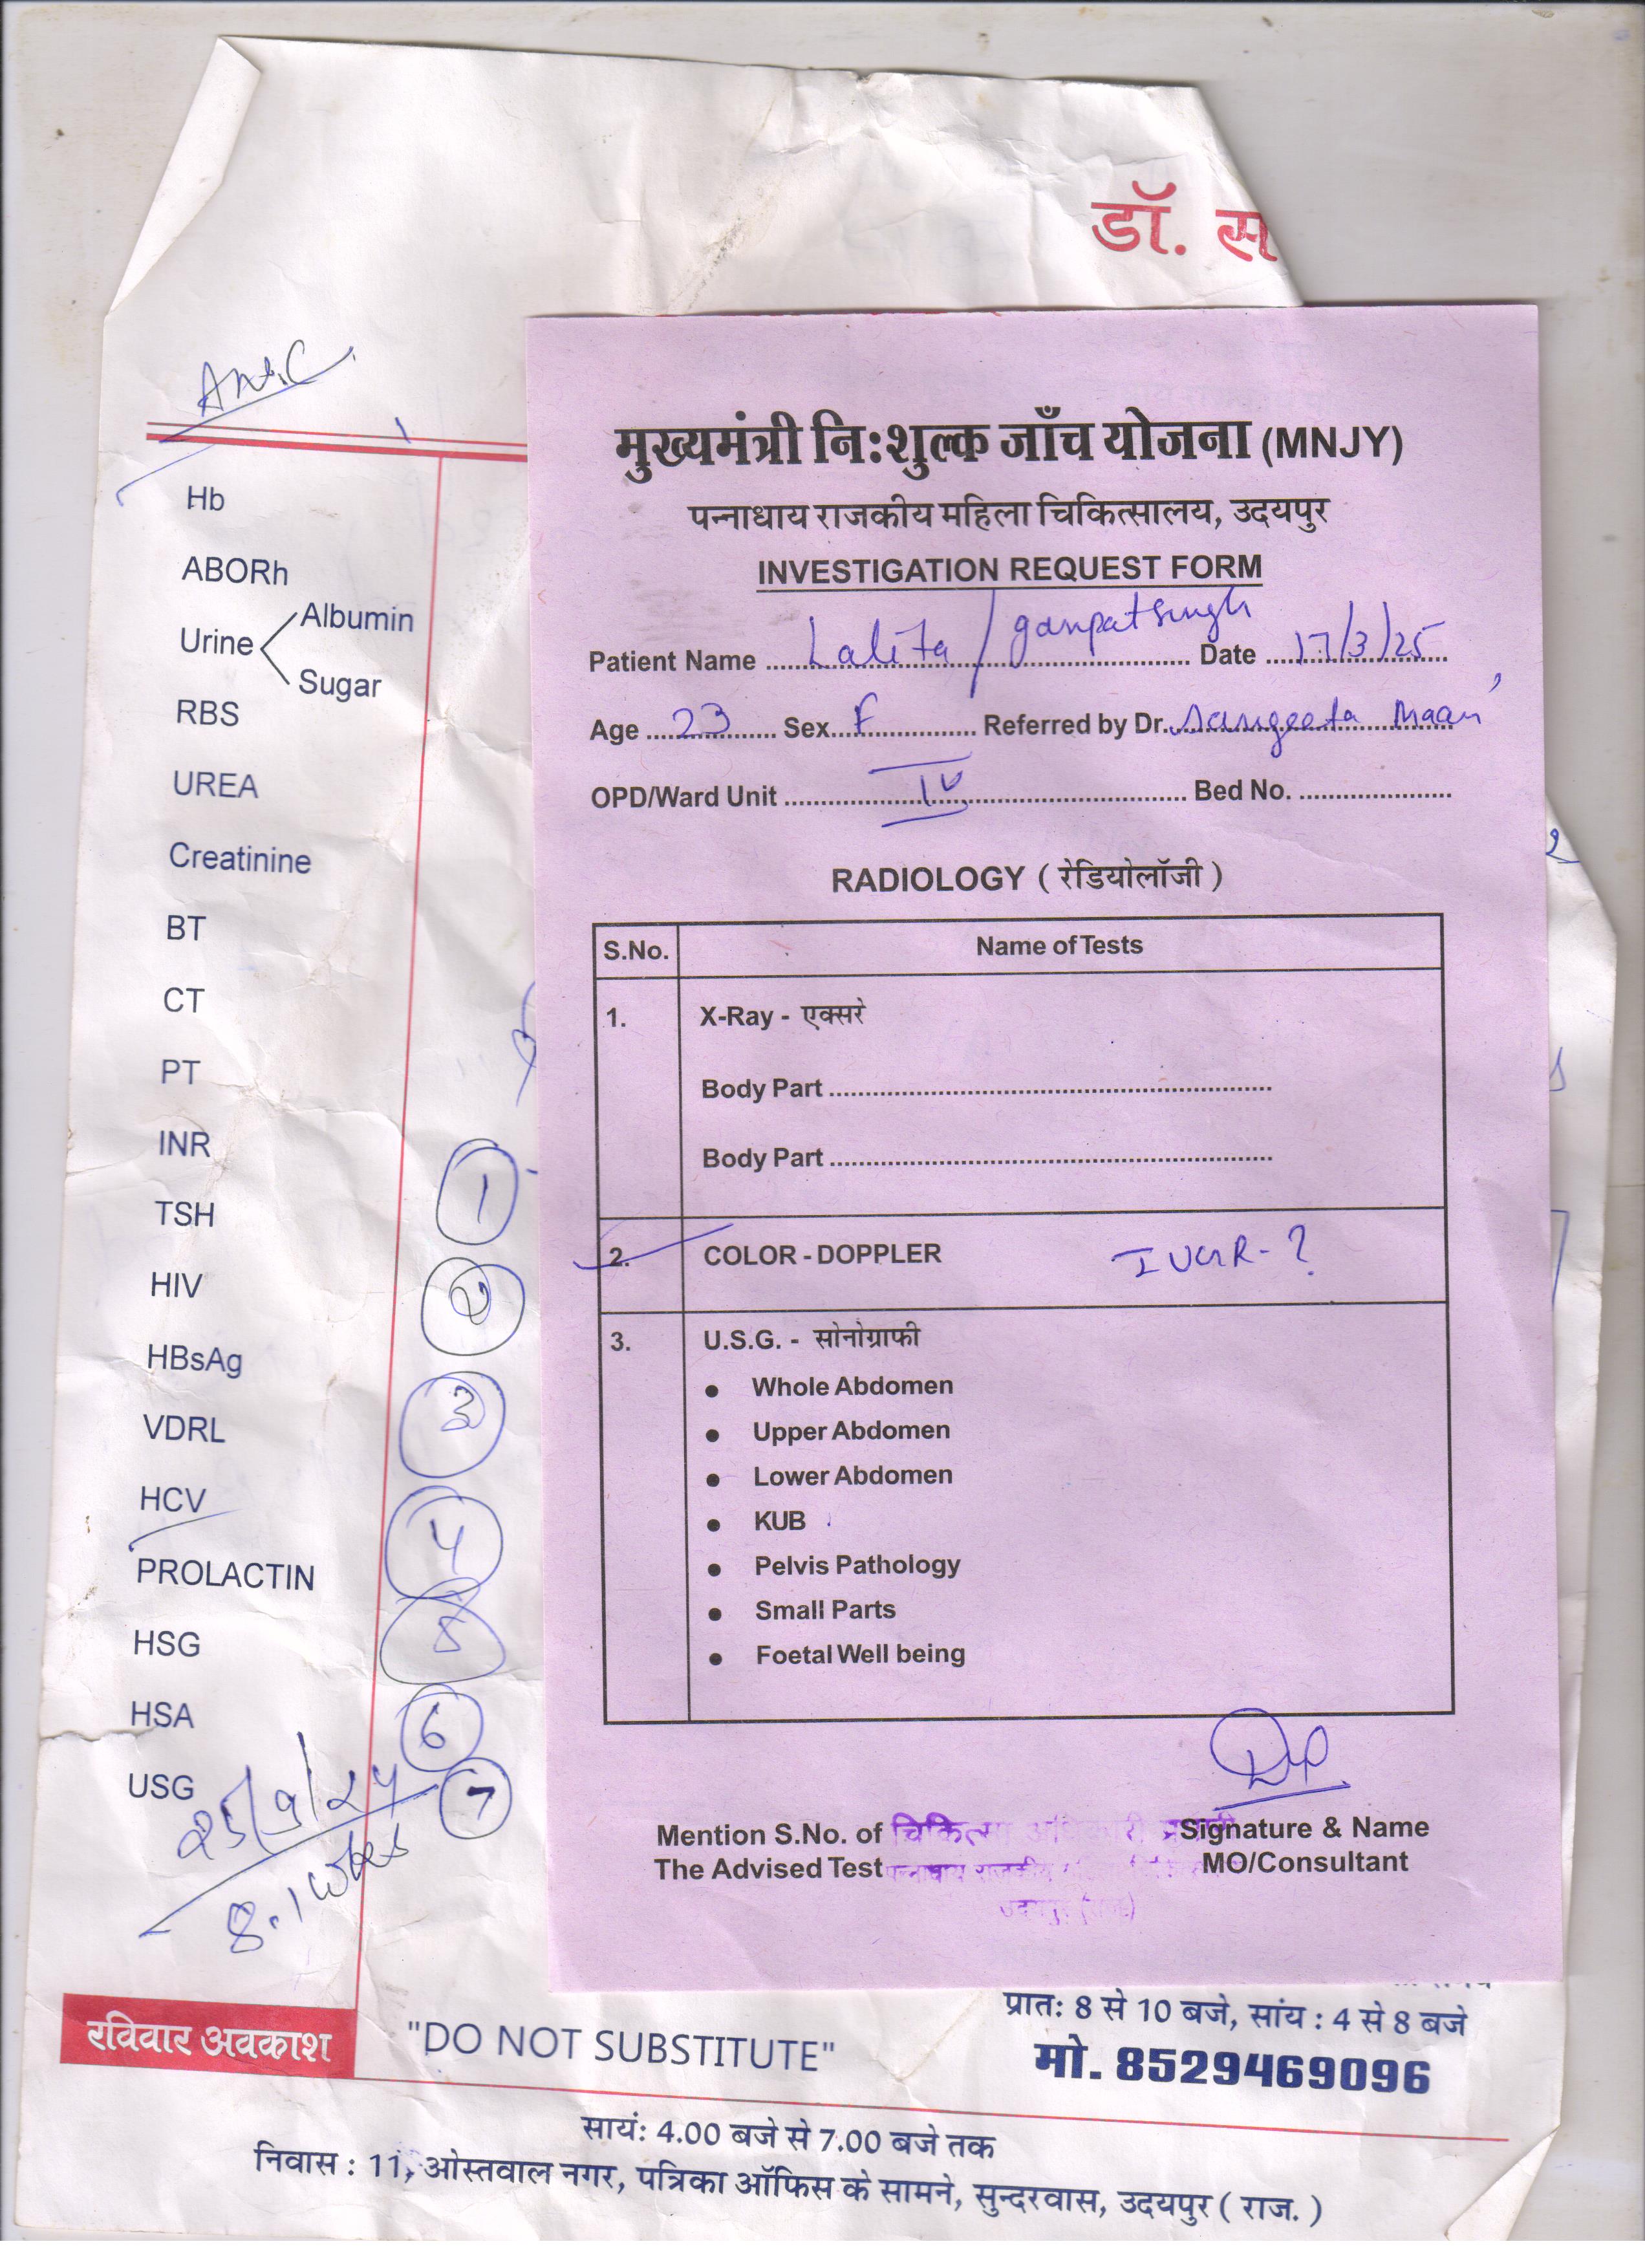 डॉ. स
Hb
ABORh
Urine Albumin
Sugar
RBS
UREA
Creatinine
BT
CT
PT
INR
TSH
HIV
HBsAg
VDRL
HCV
PROLACTIN
HSG
HSA
USG
1
2
3
4
5
6
7
25/9/24
8.1 weeks
मुख्यमंत्री निःशुल्क जाँच योजना (MNJY)
पन्नाधाय राजकीय महिला चिकित्सालय, उदयपुर
INVESTIGATION REQUEST FORM
Patient Name Lalita / ganpatsingh Date 17/3/25
Age 23 Sex F Referred by Dr. Sangeeta Maan
OPD/Ward Unit IV Bed No.
RADIOLOGY ( रेडियोलॉजी )
S.No. Name of Tests
1. X-Ray - एक्सरे
Body Part
Body Part
2. COLOR - DOPPLER IUGR - ?
3. U.S.G. - सोनोग्राफी
• Whole Abdomen
• Upper Abdomen
• Lower Abdomen
• KUB
• Pelvis Pathology
• Small Parts
• Foetal Well being
Mention S.No. of चिकित्सा अधिकारी Signature & Name
The Advised Test पन्नाधाय राजकीय MO/Consultant
उदयपुर (राज.)
प्रातः 8 से 10 बजे, सांय : 4 से 8 बजे
रविवार अवकाश "DO NOT SUBSTITUTE" मो. 8529469096
सायं: 4.00 बजे से 7.00 बजे तक
निवास : 11, ओस्तवाल नगर, पत्रिका ऑफिस के सामने, सुन्दरवास, उदयपुर ( राज. )